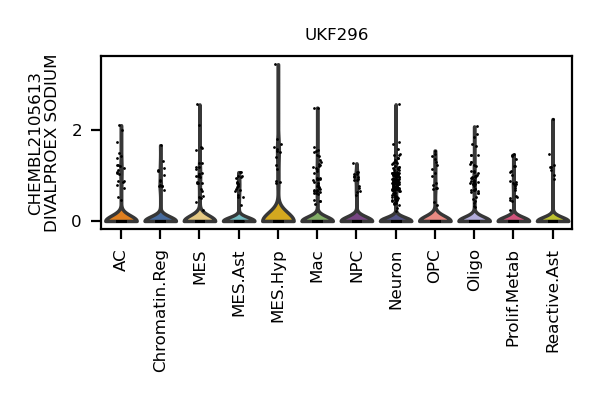 UKF296
CHEMBL2105613
DIVALPROEX SODIUM
2
0
AC
Chromatin.Reg
MES
MES.Ast
MES.Hyp
Mac
NPC
Neuron
OPC
Oligo
Prolif.Metab
Reactive.Ast